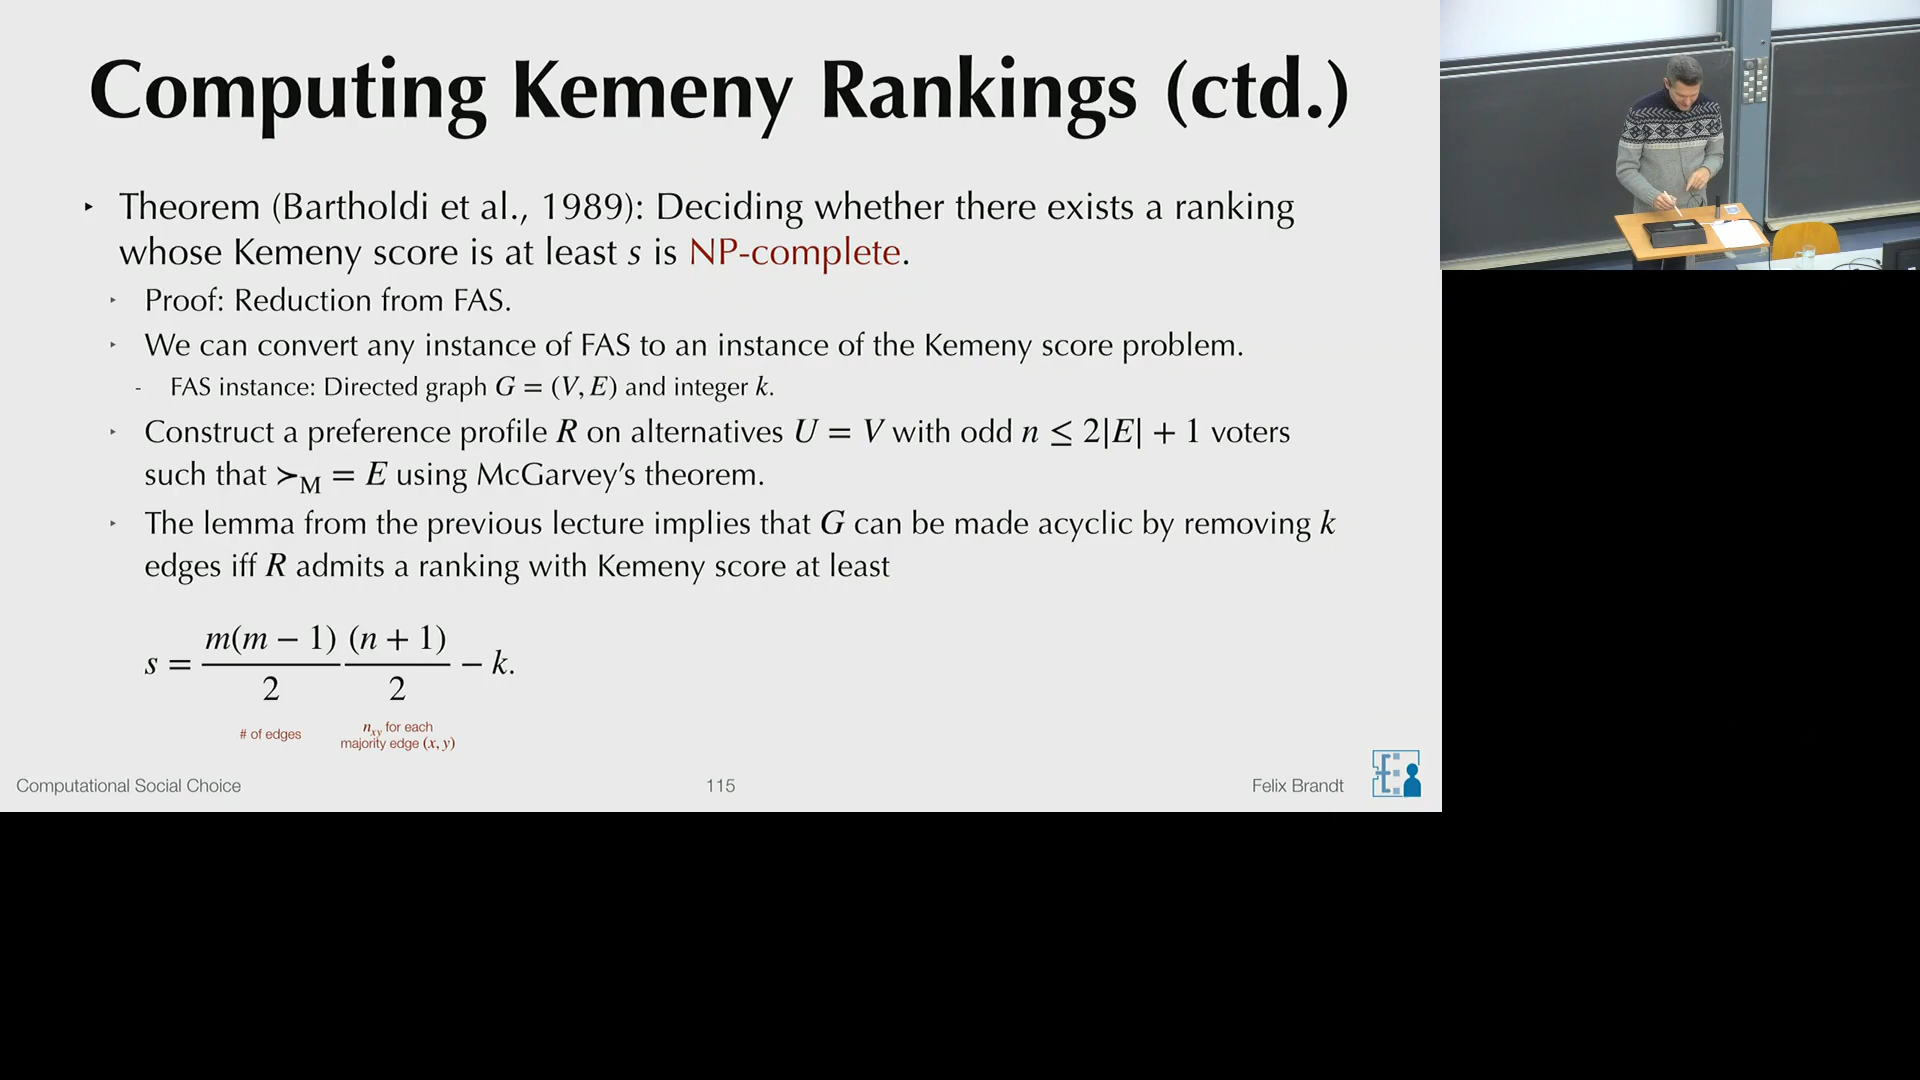 Computing Kemeny Rankings (ctd.)
‣ Theorem (Bartholdi et al., 1989): Deciding whether there exists a ranking
whose Kemeny score is at least s is NP-complete.
‣ Proof: Reduction from FAS.
‣ We can convert any instance of FAS to an instance of the Kemeny score problem.
- FAS instance: Directed graph G = (V, E) and integer k.
‣ Construct a preference profile R on alternatives U = V with odd n ≤ 2|E| + 1 voters
such that ≻_M = E using McGarvey’s theorem.
‣ The lemma from the previous lecture implies that G can be made acyclic by removing k
edges iff R admits a ranking with Kemeny score at least
s = \frac{m(m − 1)}{2} \frac{(n + 1)}{2} − k.
# of edges
n_{xy} for each
majority edge (x, y)
Computational Social Choice
115
Felix Brandt